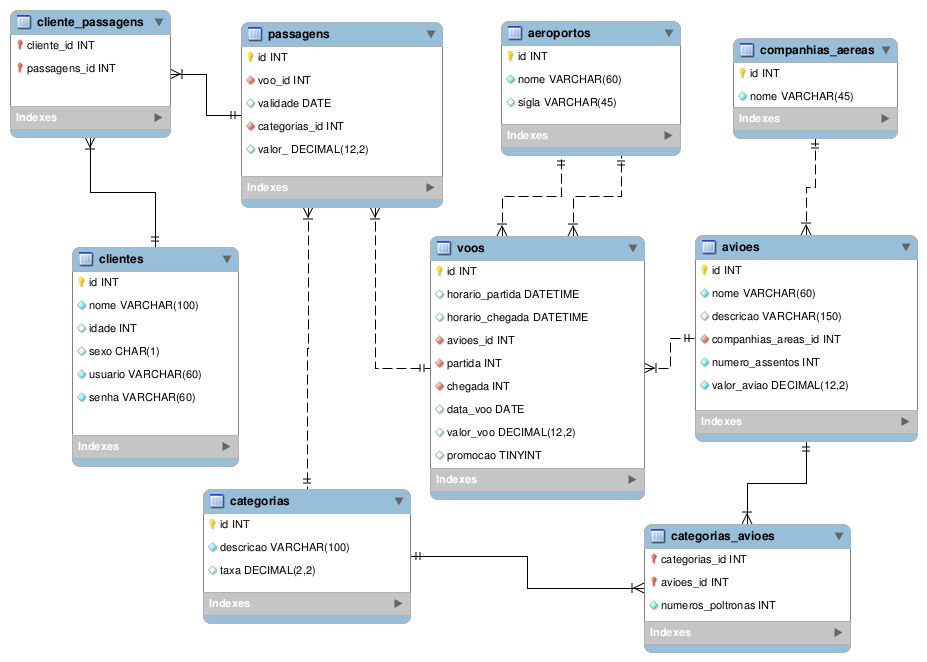 cliente_passagens
cliente_id INT
passagens_id INT
Indexes
passagens
id INT
voo_id INT
validade DATE
categorias_id INT
valor_ DECIMAL(12,2)
Indexes
aeroportos
id INT
nome VARCHAR(60)
sigla VARCHAR(45)
Indexes
companhias_aereas
id INT
nome VARCHAR(45)
Indexes
clientes
id INT
nome VARCHAR(100)
idade INT
sexo CHAR(1)
usuario VARCHAR(60)
senha VARCHAR(60)
Indexes
voos
id INT
horario_partida DATETIME
horario_chegada DATETIME
avioes_id INT
partida INT
chegada INT
data_voo DATE
valor_voo DECIMAL(12,2)
promocao TINYINT
Indexes
avioes
id INT
nome VARCHAR(60)
descricao VARCHAR(150)
companhias_areas_id INT
numero_assentos INT
valor_aviao DECIMAL(12,2)
Indexes
categorias
id INT
descricao VARCHAR(100)
taxa DECIMAL(2,2)
Indexes
categorias_avioes
categorias_id INT
avioes_id INT
numeros_poltronas INT
Indexes